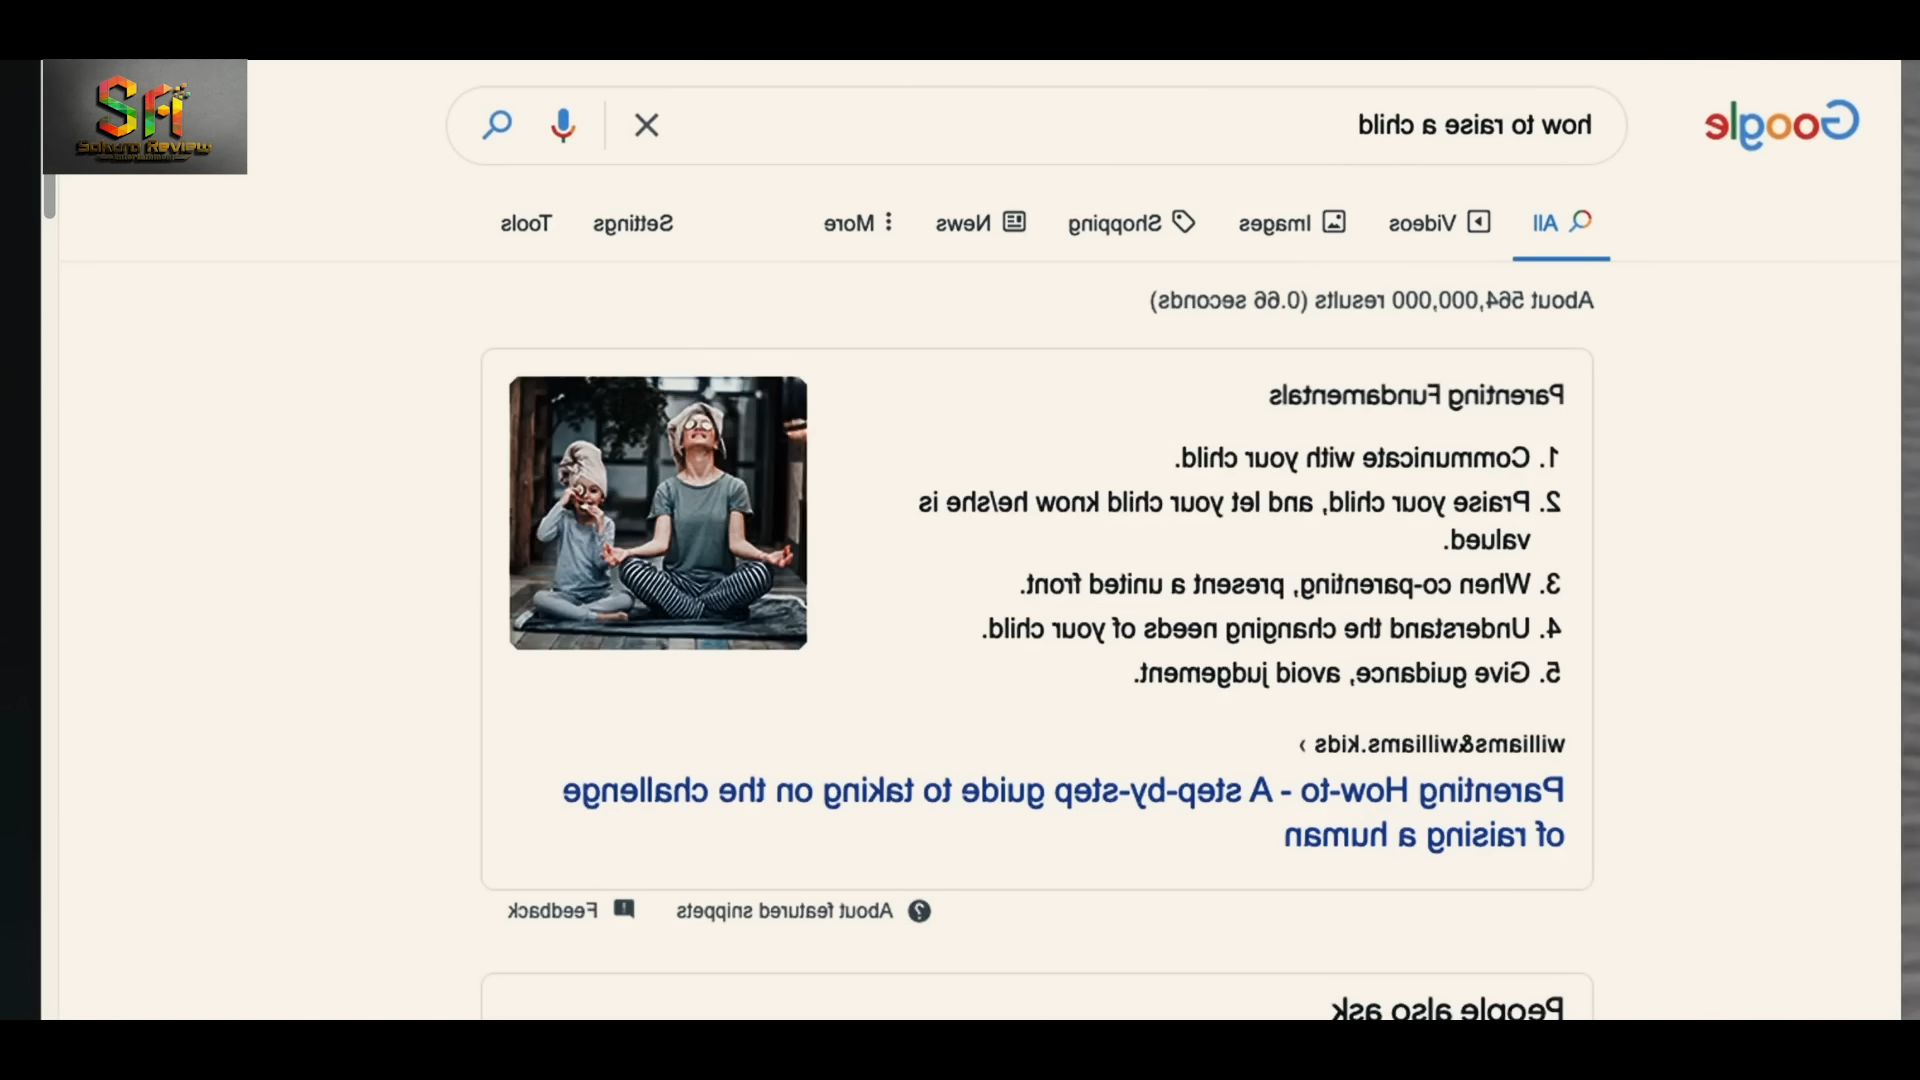 SA
Sakara Review
Entertainment
Google
how to raise a child
All
Videos
Images
Shopping
News
More
Settings
Tools
About 564,000,000 results (0.66 seconds)
Parenting Fundamentals
1. Communicate with your child.
2. Praise your child, and let your child know he/she is
valued.
3. When co-parenting, present a united front.
4. Understand the changing needs of your child.
5. Give guidance, avoid judgement.
williams&williams.kids ›
Parenting How-to - A step-by-step guide to taking on the challenge
of raising a human
About featured snippets
Feedback
People also ask